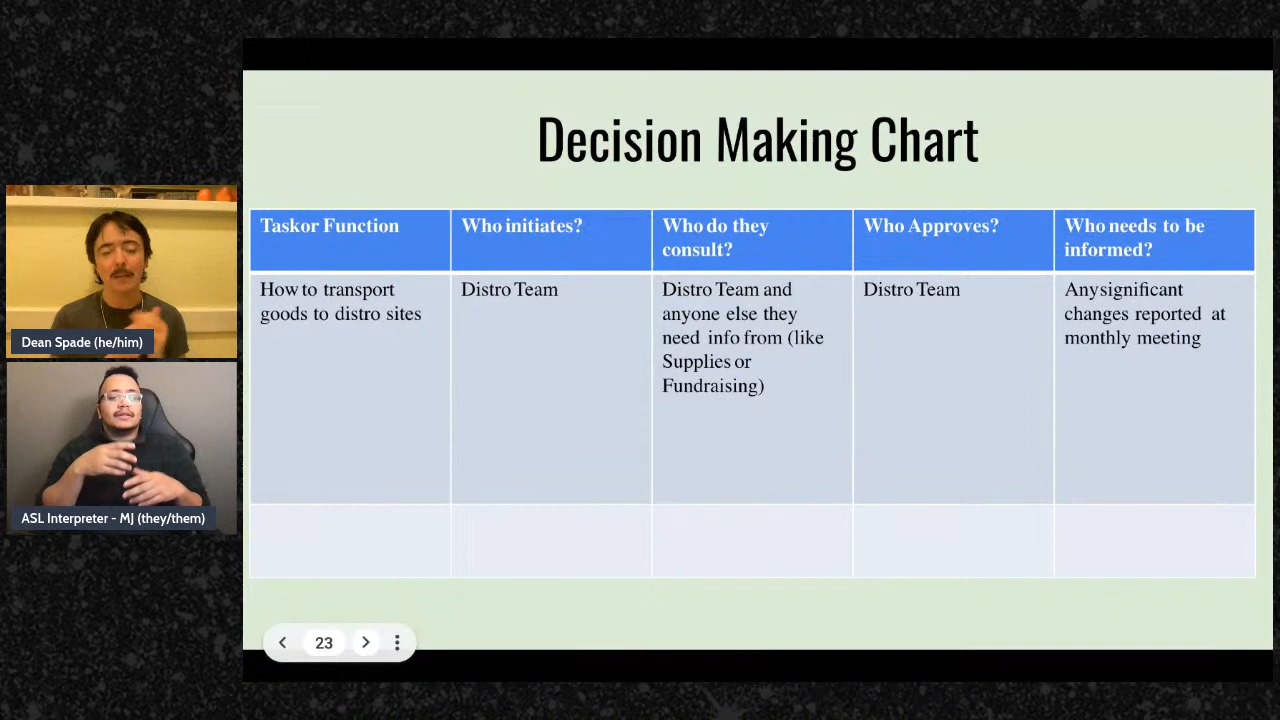 Decision Making Chart
Taskor Function
Who initiates?
Who do they
consult?
Who Approves?
Who needs to be
informed?
How to transport
goods to distro sites
Distro Team
Distro Team and
anyone else they
need info from (like
Supplies or
Fundraising)
Distro Team
Anysignificant
changes reported at
monthly meeting
Dean Spade (he/him)
ASL Interpreter - MJ (they/them)
23